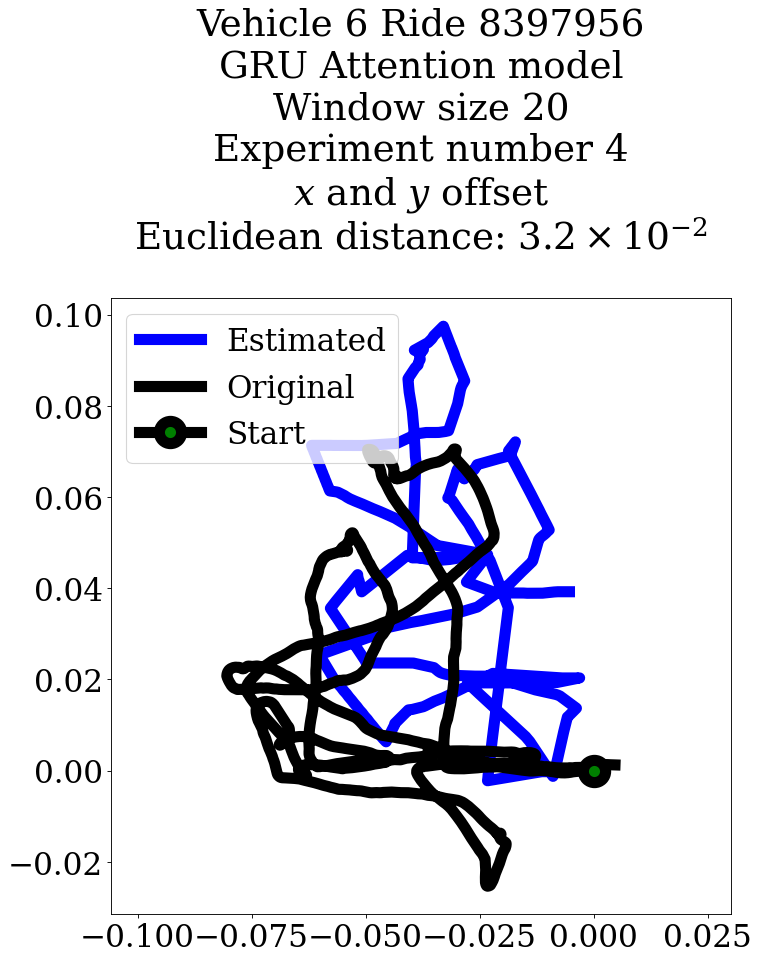 Vehicle 6 Ride 8397956
GRU Attention model
Window size 20
Experiment number 4
x and y offset
Euclidean distance: 3.2 × 10⁻²
Estimated
Original
Start
0.10
0.08
0.06
0.04
0.02
0.00
−0.02
−0.100 −0.075 −0.050 −0.025 0.000 0.025